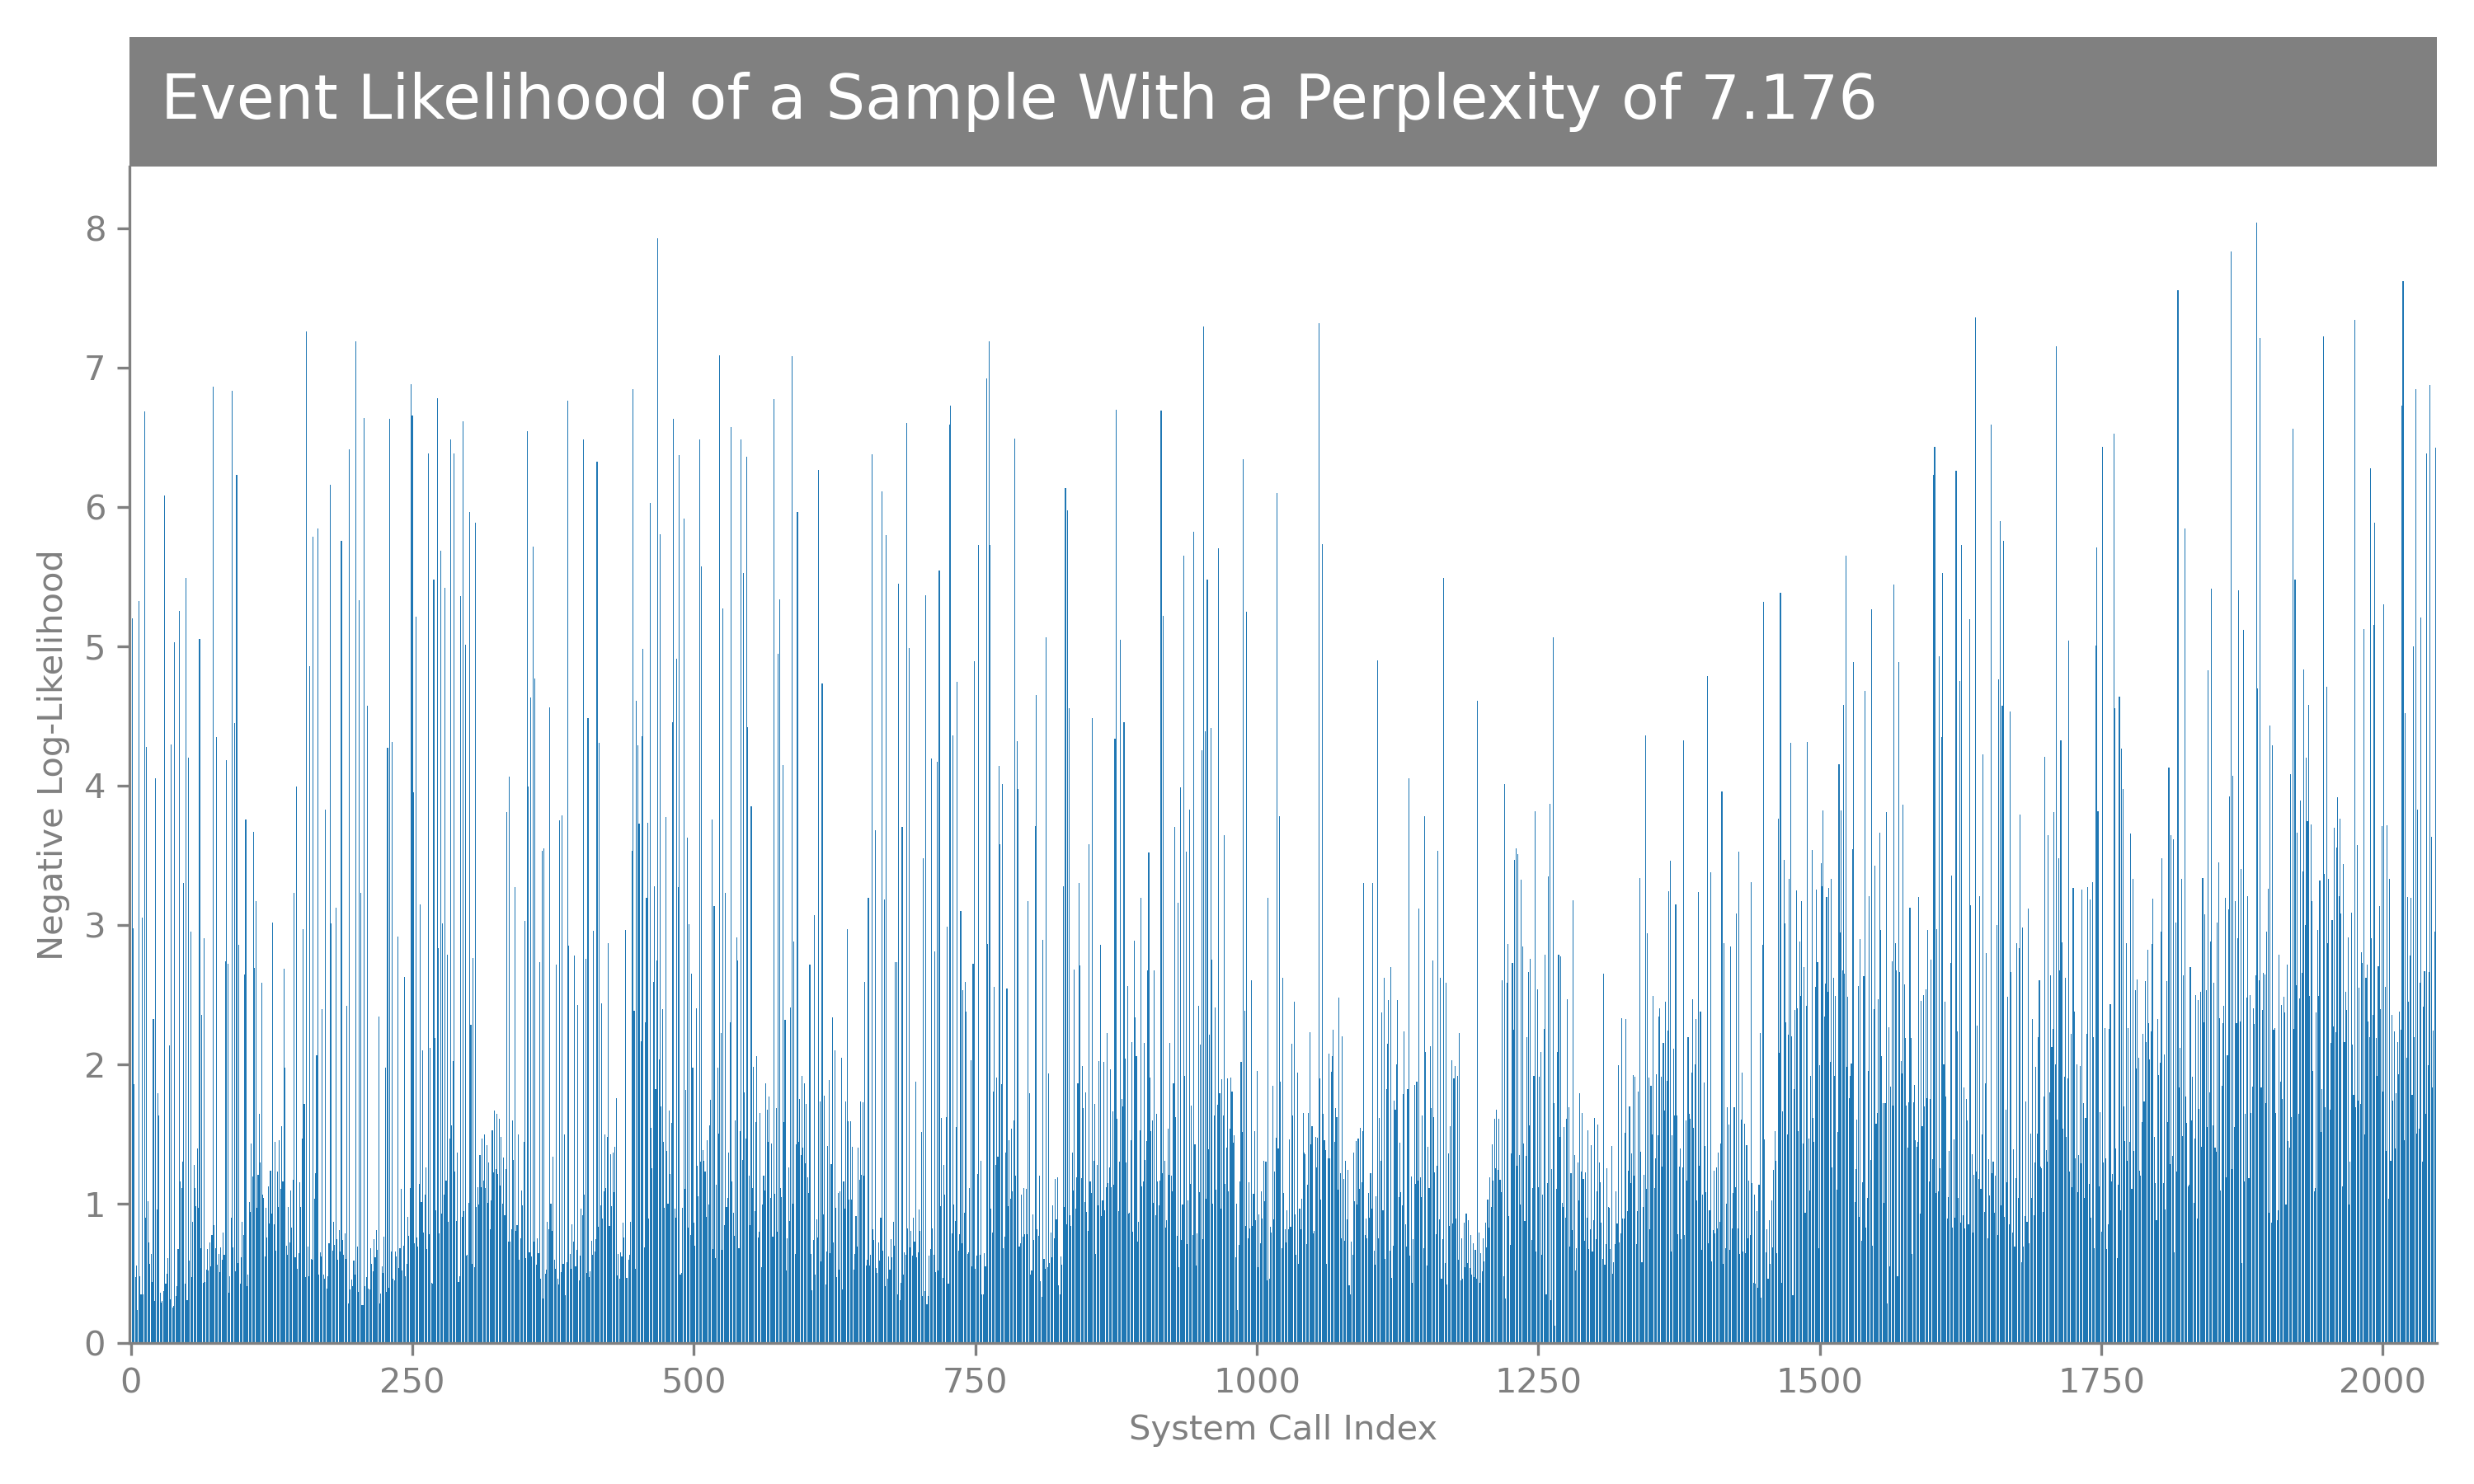 Event Likelihood of a Sample With a Perplexity of 7.176
8
7
6
5
4
3
2
1
0
Negative Log-Likelihood
0 250 500 750 1000 1250 1500 1750 2000
System Call Index